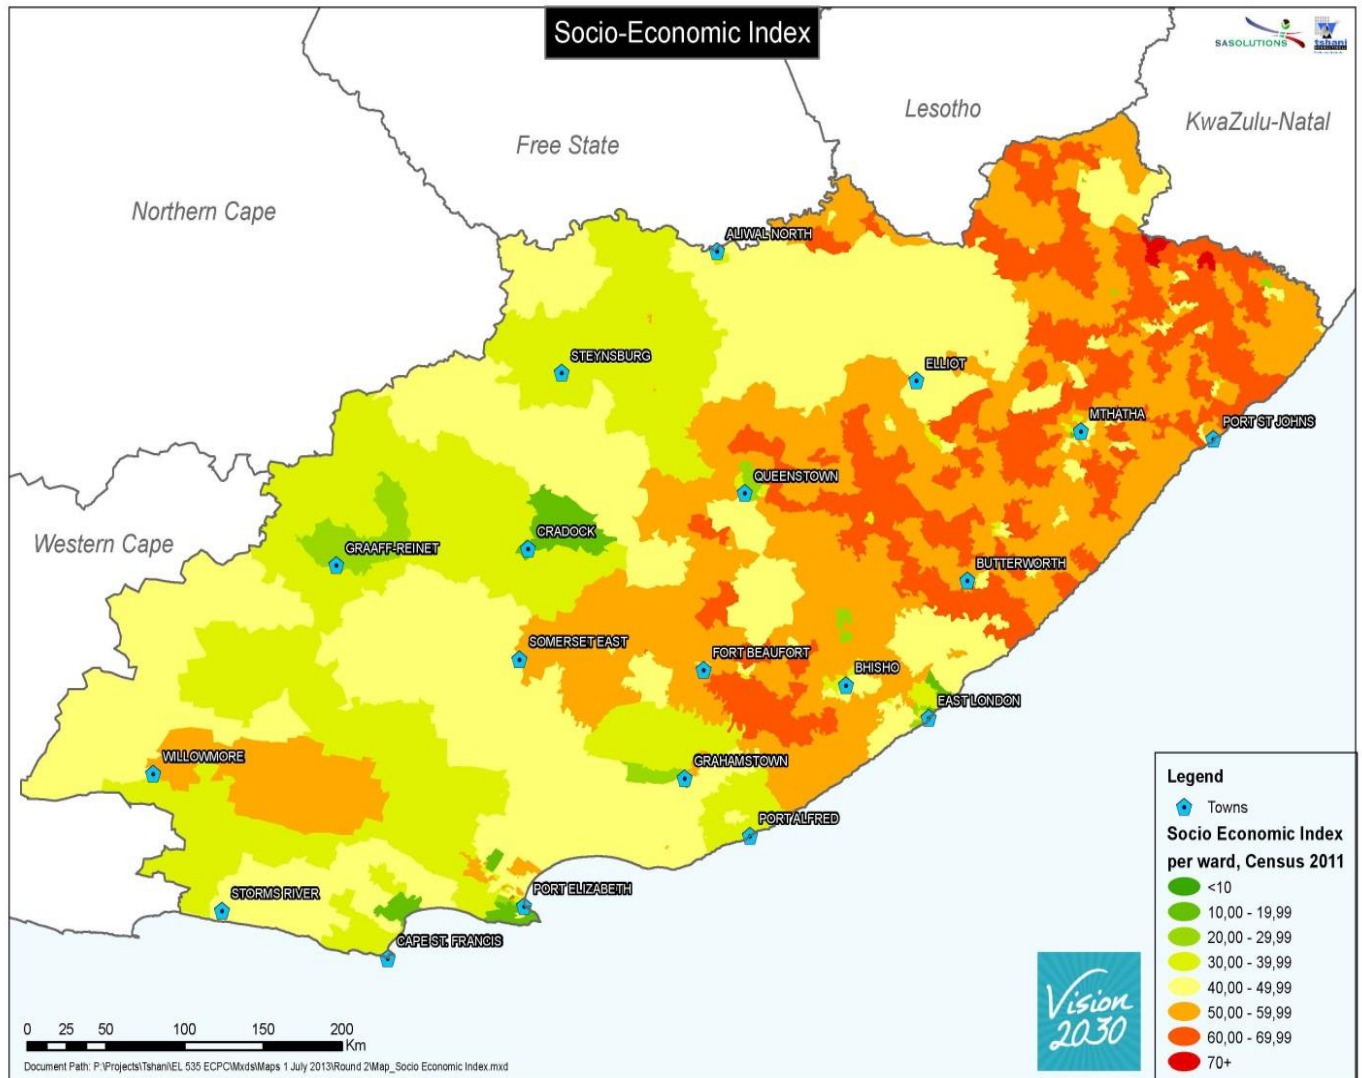 Socio-Economic Index
SASOLUTIONS
tshani
Lesotho
KwaZulu-Natal
Free State
Northern Cape
Western Cape
ALIWAL NORTH
STEYNSBURG
ELLIOT
MTHATHA
PORT ST JOHNS
QUEENSTOWN
CRADOCK
GRAAFF-REINET
BUTTERWORTH
SOMERSET EAST
FORT BEAUFORT
BHISHO
EAST LONDON
WILLOWMORE
GRAHAMSTOWN
PORT ALFRED
STORMS RIVER
PORT ELIZABETH
CAPE ST. FRANCIS
Legend
Towns
Socio Economic Index
per ward, Census 2011
<10
10,00 - 19,99
20,00 - 29,99
30,00 - 39,99
40,00 - 49,99
50,00 - 59,99
60,00 - 69,99
70+
Vision
2030
0 25 50 100 150 200
Km
Document Path: P:\Projects\Tshani\EL 535 ECPC\Mxds\Maps 1 July 2013\Round 2\Map_Socio Economic Index.mxd